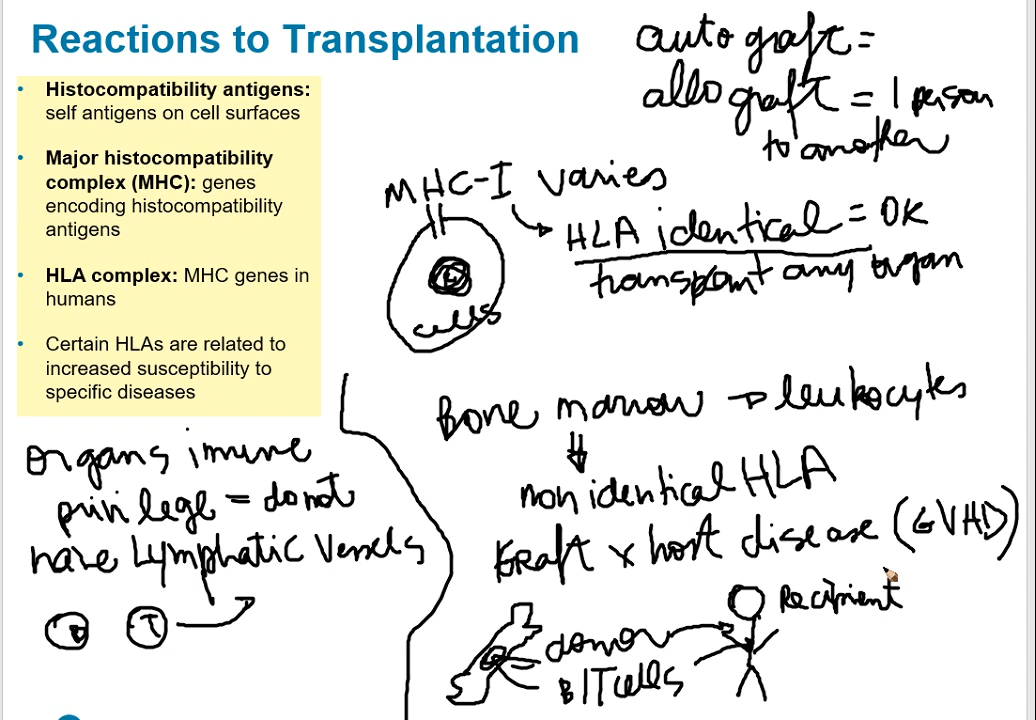 Reactions to Transplantation
• Histocompatibility antigens:
self antigens on cell surfaces
• Major histocompatibility
complex (MHC): genes
encoding histocompatibility
antigens
• HLA complex: MHC genes in
humans
• Certain HLAs are related to
increased susceptibility to
specific diseases
auto graft =
allo graft = 1 person
to another
MHC-I varies
HLA identical = OK
transpant any organ
cells
Bone marrow → leukocytes
non identical HLA
Graft x host disease (GVHD)
Recipient
donor
B/T cells
organs imune
privilege = do not
have Lymphatic Vessels
B T